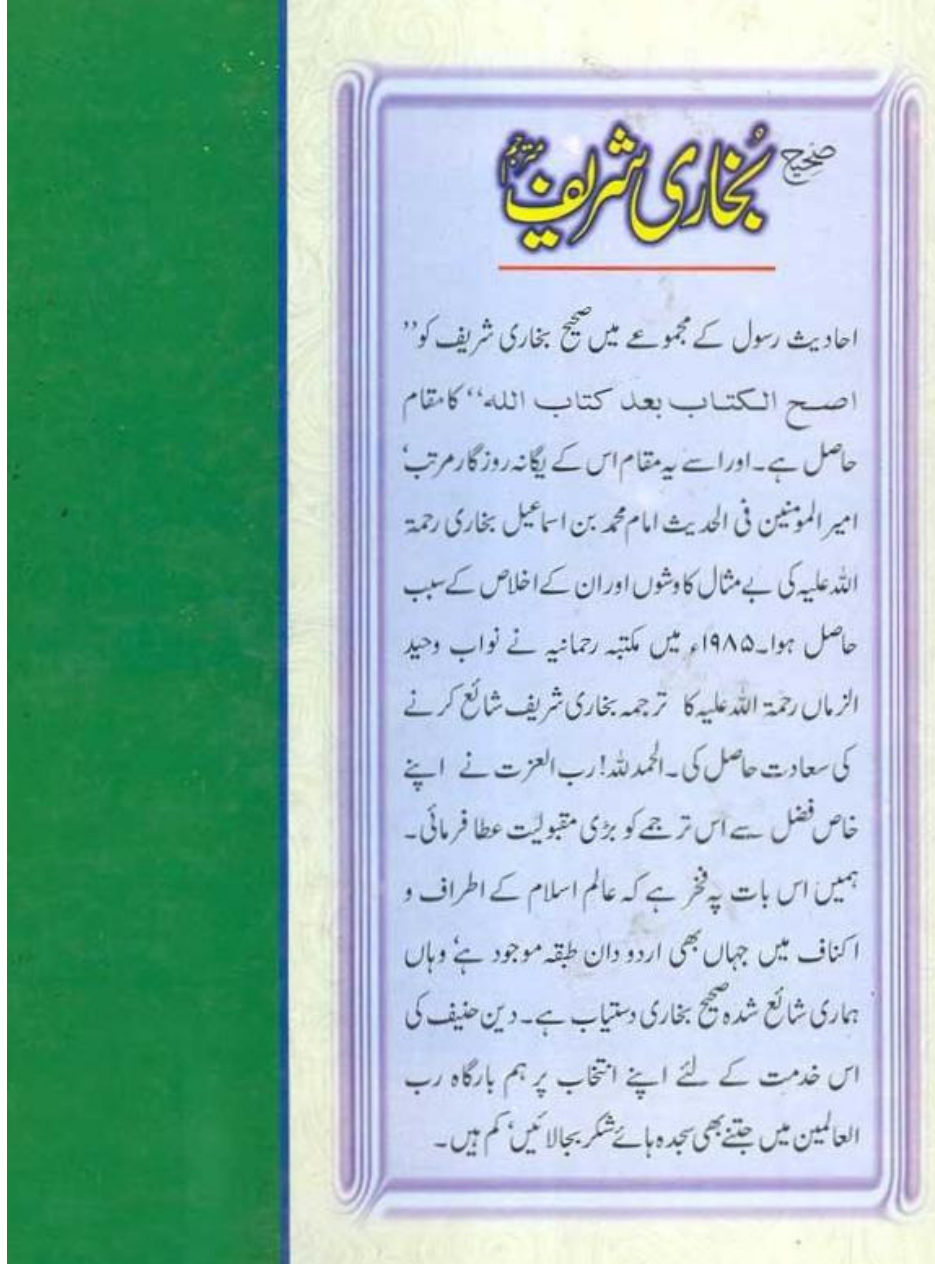 صحیح بُخاری شریف مترجم
احادیث رسول کے مجموعے میں صحیح بخاری شریف کو’’
اصح الکتاب بعد کتاب اللہ‘‘ کا مقام
حاصل ہے۔اور اسے یہ مقام اس کے یگانہ روزگار مرتب‘
امیر المومنین فی الحدیث امام محمد بن اسماعیل بخاری رحمۃ
اللہ علیہ کی بے مثال کاوشوں اور ان کے اخلاص کے سبب
حاصل ہوا۔۱۹۸۵ء میں مکتبہ رحمانیہ نے نواب وحید
الزماں رحمۃ اللہ علیہ کا ترجمہ بخاری شریف شائع کرنے
کی سعادت حاصل کی۔الحمد للہ! رب العزت نے اپنے
خاص فضل سے اس ترجمے کو بڑی مقبولیت عطا فرمائی۔
ہمیں اس بات پہ فخر ہے کہ عالم اسلام کے اطراف و
اکناف میں جہاں بھی اردو دان طبقہ موجود ہے‘ وہاں
ہماری شائع شدہ صحیح بخاری دستیاب ہے۔ دین حنیف کی
اس خدمت کے لئے اپنے انتخاب پر ہم بارگاہ رب
العالمین میں جتنے بھی سجدہ ہائے شکر بجا لائیں‘ کم ہیں۔